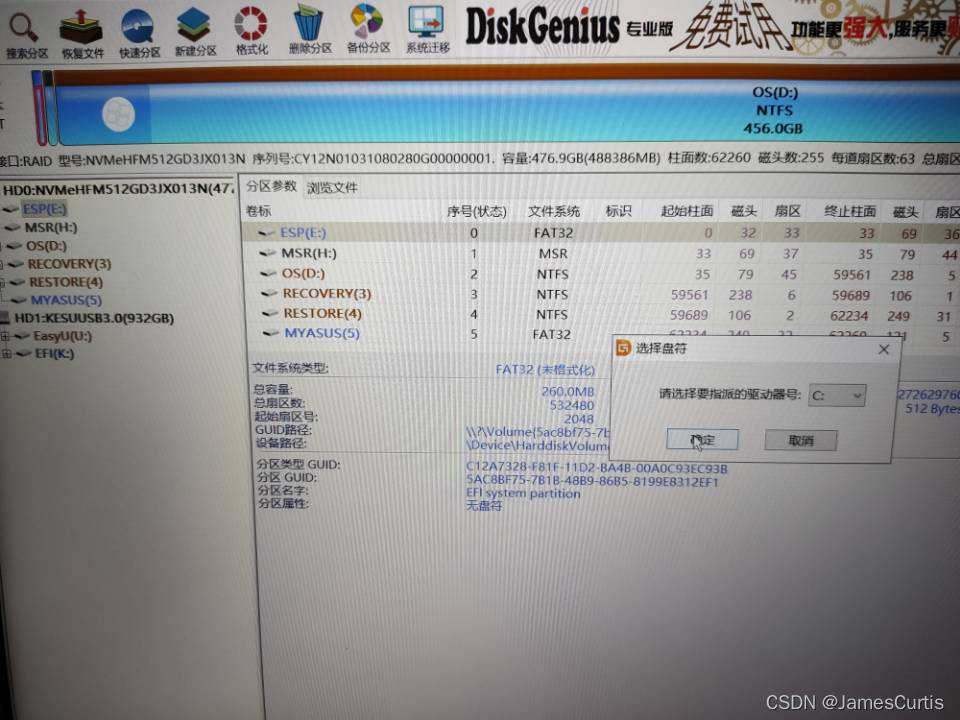 搜索分区 恢复文件 快速分区 新建分区 格式化 删除分区 备份分区 系统迁移
DiskGenius 专业版 免费试用 功能更强大,服务更
OS(D:)
NTFS
456.0GB
接口:RAID 型号:NVMeHFM512GD3JX013N 序列号:CY12N01031080280G00000001. 容量:476.9GB(488386MB) 柱面数:62260 磁头数:255 每道扇区数:63 总扇区
HD0:NVMeHFM512GD3JX013N(477
ESP(E:)
MSR(H:)
OS(D:)
RECOVERY(3)
RESTORE(4)
MYASUS(5)
HD1:KESUUSB3.0(932GB)
EasyU(U:)
EFI(K:)
分区参数 浏览文件
卷标 序号(状态) 文件系统 标识 起始柱面 磁头 扇区 终止柱面 磁头 扇区
ESP(E:) 0 FAT32 0 32 33 33 69 36
MSR(H:) 1 MSR 33 69 37 35 79 44
OS(D:) 2 NTFS 35 79 45 59561 238 5
RECOVERY(3) 3 NTFS 59561 238 6 59689 106 1
RESTORE(4) 4 NTFS 59689 106 2 62234 249 31
MYASUS(5) 5 FAT32 62234 249 5
选择盘符
请选择要指派的驱动器号: C:
定 取消
文件系统类型: FAT32 (未格式化)
总容量: 260.0MB
总扇区数: 532480
起始扇区号: 2048
GUID路径: \\?\Volume{5ac8bf75-7b
设备路径: \Device\HarddiskVolum
512 Bytes
分区类型 GUID: C12A7328-F81F-11D2-BA4B-00A0C93EC93B
分区 GUID: 5AC8BF75-7B1B-48B9-86B5-8199E8312EF1
分区名字: EFI system partition
分区属性: 无盘符
CSDN @JamesCurtis